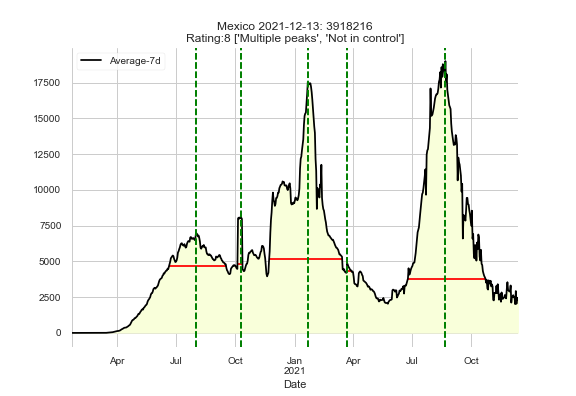 Mexico 2021-12-13: 3918216
Rating:8 ['Multiple peaks', 'Not in control']
Average-7d
17500
15000
12500
10000
7500
5000
2500
0
Apr Jul Oct Jan Apr Jul Oct
2021
Date